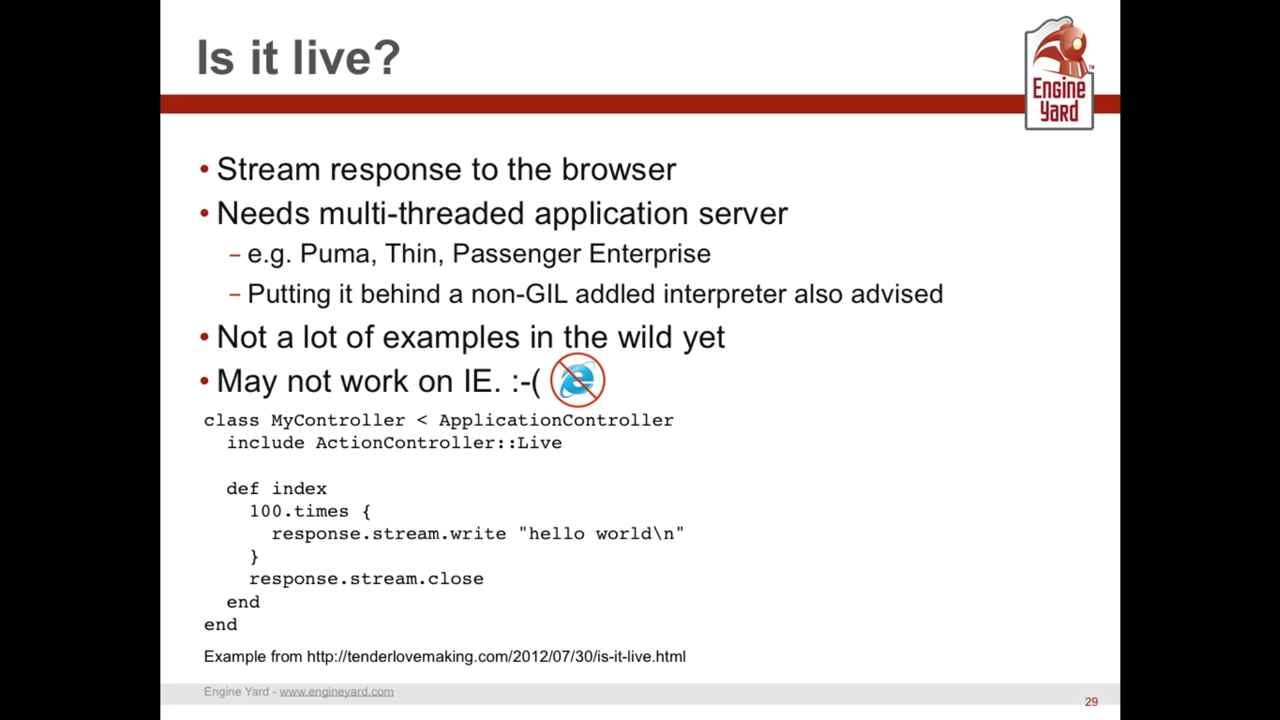 Is it live?
Engine
Yard
• Stream response to the browser
• Needs multi-threaded application server
– e.g. Puma, Thin, Passenger Enterprise
– Putting it behind a non-GIL addled interpreter also advised
• Not a lot of examples in the wild yet
• May not work on IE. :-(
class MyController < ApplicationController
  include ActionController::Live
  def index
    100.times {
      response.stream.write "hello world\n"
    }
    response.stream.close
  end
end
Example from http://tenderlovemaking.com/2012/07/30/is-it-live.html
Engine Yard - www.engineyard.com
29